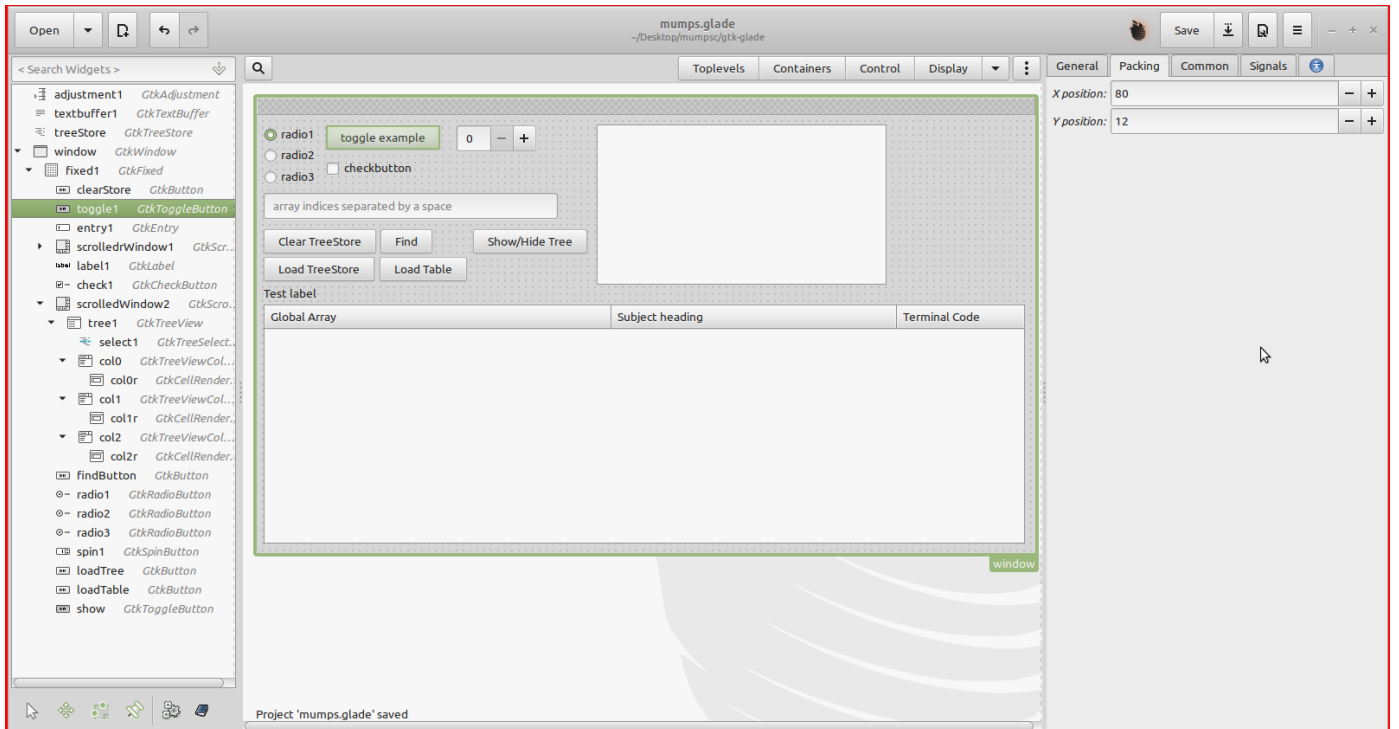 mumps.glade
Open
~/Desktop/mumpsc/gtk-glade
Save
< Search Widgets >
Toplevels Containers Control Display
General Packing Common Signals
adjustment1 GtkAdjustment
textbuffer1 GtkTextBuffer
treeStore GtkTreeStore
window GtkWindow
fixed1 GtkFixed
clearStore GtkButton
toggle1 GtkToggleButton
entry1 GtkEntry
scrolledrWindow1 GtkScr...
label1 GtkLabel
check1 GtkCheckButton
scrolledWindow2 GtkScro...
tree1 GtkTreeView
select1 GtkTreeSelect...
col0 GtkTreeViewCol...
col0r GtkCellRender...
col1 GtkTreeViewCol...
col1r GtkCellRender...
col2 GtkTreeViewCol...
col2r GtkCellRender...
findButton GtkButton
radio1 GtkRadioButton
radio2 GtkRadioButton
radio3 GtkRadioButton
spin1 GtkSpinButton
loadTree GtkButton
loadTable GtkButton
show GtkToggleButton
radio1 toggle example 0 − +
radio2
checkbutton
radio3
array indices separated by a space
Clear TreeStore Find Show/Hide Tree
Load TreeStore Load Table
Test label
Global Array Subject heading Terminal Code
window
Project 'mumps.glade' saved
X position: 80 − +
Y position: 12 − +